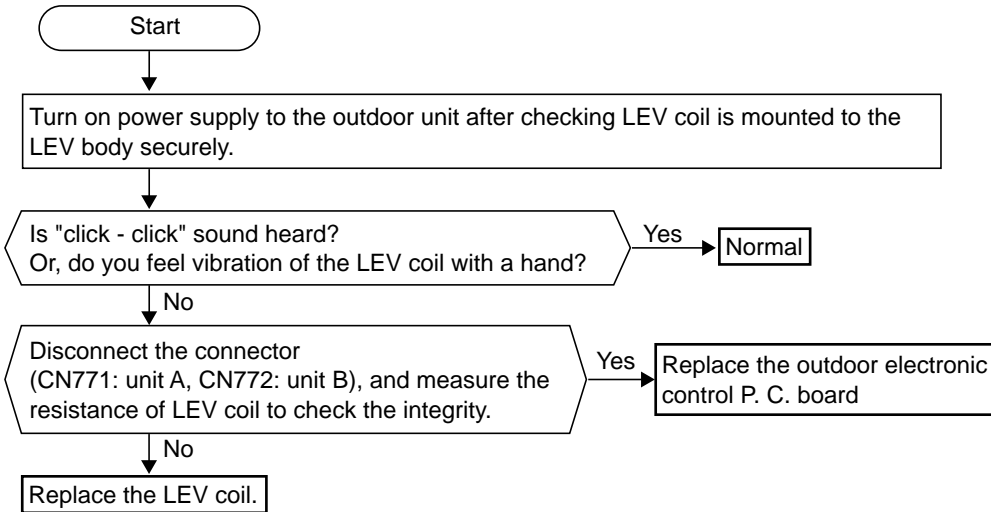 Start
Turn on power supply to the outdoor unit after checking LEV coil is mounted to the
LEV body securely.
Is "click - click" sound heard?
Or, do you feel vibration of the LEV coil with a hand?
Yes
Normal
No
Disconnect the connector
(CN771: unit A, CN772: unit B), and measure the
resistance of LEV coil to check the integrity.
Yes
Replace the outdoor electronic
control P. C. board
No
Replace the LEV coil.